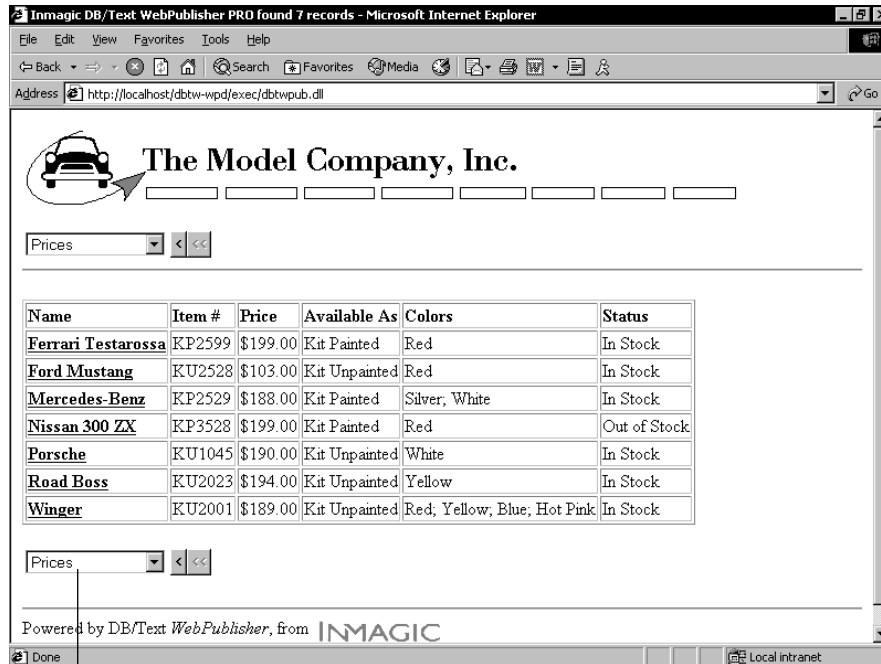 Inmagic DB/Text WebPublisher PRO found 7 records - Microsoft Internet Explorer
File Edit View Favorites Tools Help
Back Search Favorites Media
Address http://localhost/dbtw-wpd/exec/dbtwpub.dll Go
The Model Company, Inc.
Prices < <<
Name Item # Price Available As Colors Status
Ferrari Testarossa KP2599 $199.00 Kit Painted Red In Stock
Ford Mustang KU2528 $103.00 Kit Unpainted Red In Stock
Mercedes-Benz KP2529 $188.00 Kit Painted Silver; White In Stock
Nissan 300 ZX KP3528 $199.00 Kit Painted Red Out of Stock
Porsche KU1045 $190.00 Kit Unpainted White In Stock
Road Boss KU2023 $194.00 Kit Unpainted Yellow In Stock
Winger KU2001 $189.00 Kit Unpainted Red; Yellow; Blue; Hot Pink In Stock
Prices < <<
Powered by DB/Text WebPublisher, from INMAGIC
Done Local intranet